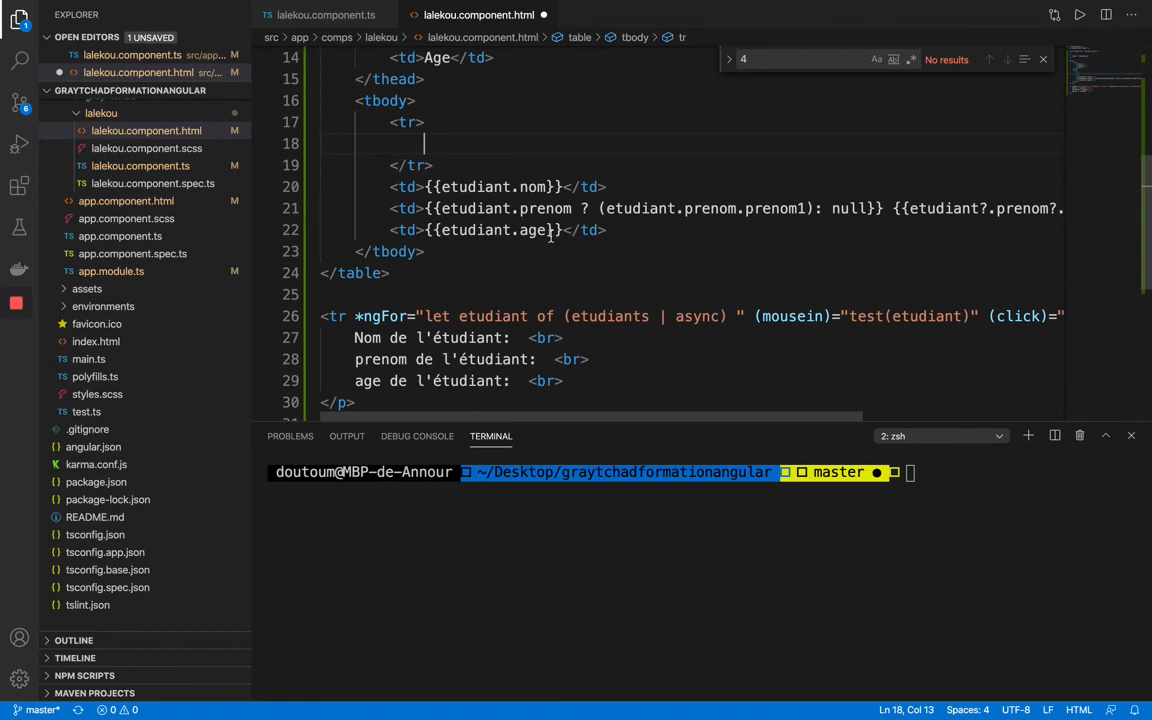 EXPLORER
lalekou.component.ts
lalekou.component.html
OPEN EDITORS
1 UNSAVED
src > app > comps > lalekou > lalekou.component.html > table > tbody > tr
lalekou.component.ts src/app...
lalekou.component.html src/...
4
Aa
No results
GRAYTCHADFORMATIONANGULAR
lalekou
lalekou.component.html M
lalekou.component.scss
lalekou.component.ts M
lalekou.component.spec.ts
app.component.html M
app.component.scss
app.component.ts
app.component.spec.ts
app.module.ts M
assets
environments
favicon.ico
index.html
main.ts
polyfills.ts
styles.scss
test.ts
.gitignore
angular.json
karma.conf.js
package.json
package-lock.json
README.md
tsconfig.json
tsconfig.app.json
tsconfig.base.json
tsconfig.spec.json
tslint.json
OUTLINE
TIMELINE
NPM SCRIPTS
MAVEN PROJECTS
1
6
14 <td>Age</td>
15 </thead>
16 <tbody>
17 <tr>
18
19 </tr>
20 <td>{{etudiant.nom}}</td>
21 <td>{{etudiant.prenom ? (etudiant.prenom.prenom1): null}} {{etudiant?.prenom?.
22 <td>{{etudiant.age}}</td>
23 </tbody>
24 </table>
25
26 <tr *ngFor="let etudiant of (etudiants | async) " (mousein)="test(etudiant)" (click)="
27 Nom de l'étudiant: <br>
28 prenom de l'étudiant: <br>
29 age de l'étudiant: <br>
30 </p>
PROBLEMS OUTPUT DEBUG CONSOLE TERMINAL
2: zsh
doutoum@MBP-de-Annour ~/Desktop/graytchadformationangular master
master* 0 0
Ln 18, Col 13 Spaces: 4 UTF-8 LF HTML